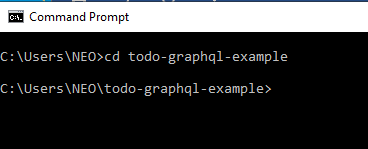 Command Prompt
C:\Users\NEO>cd todo-graphql-example
C:\Users\NEO\todo-graphql-example>